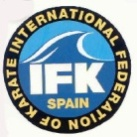 INTERNATIONAL FEDERATION OF KARATE
IFK
SPAIN